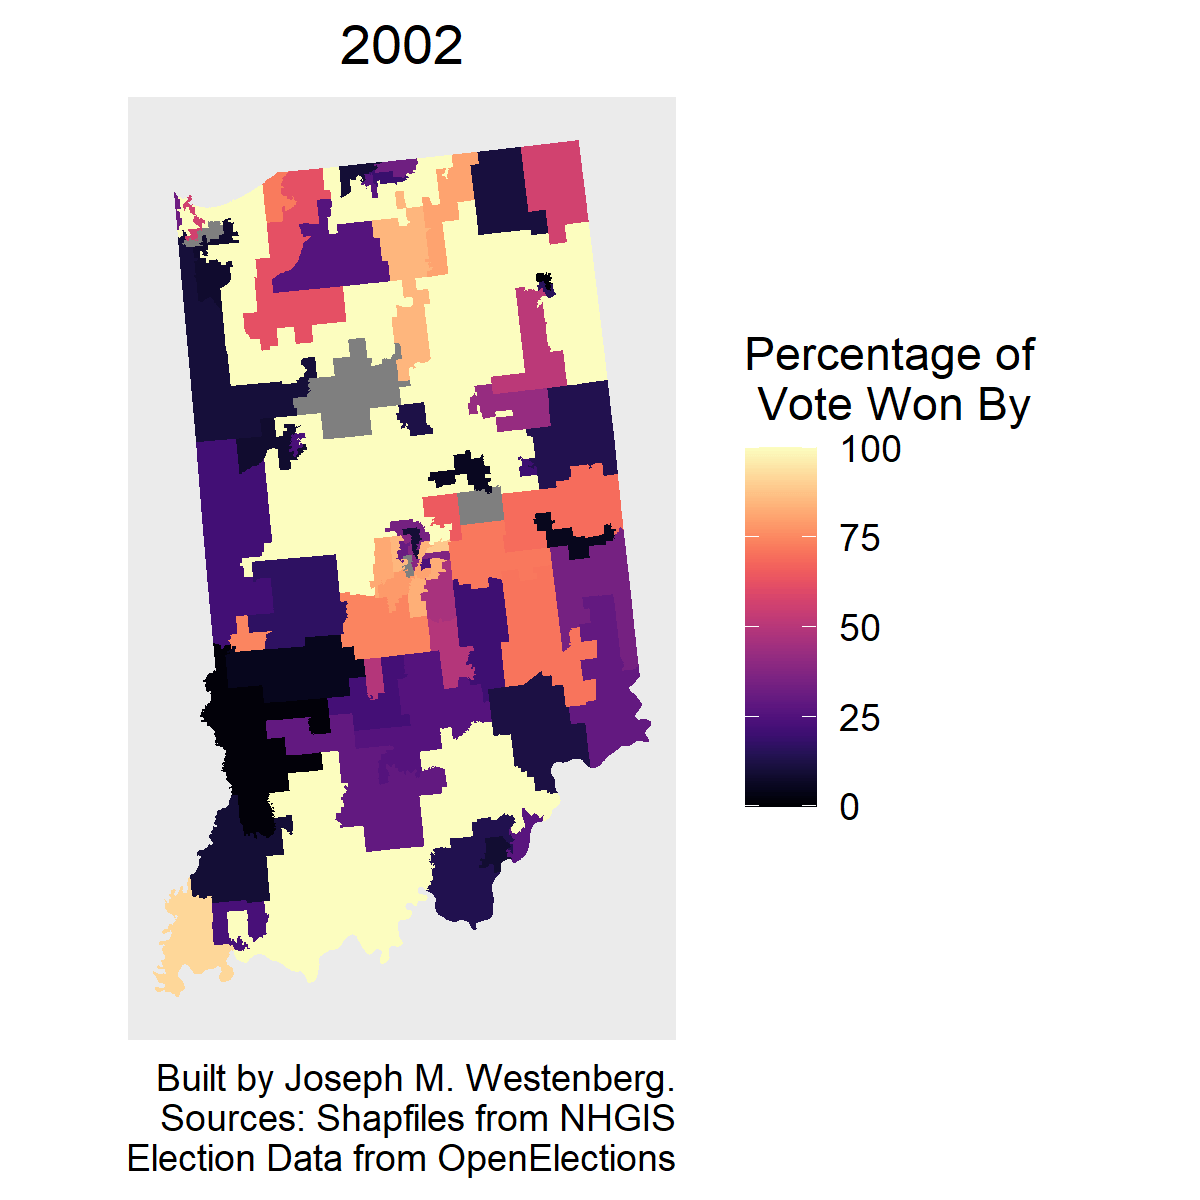 2002
Percentage of
Vote Won By
100
75
50
25
0
Built by Joseph M. Westenberg.
Sources: Shapfiles from NHGIS
Election Data from OpenElections